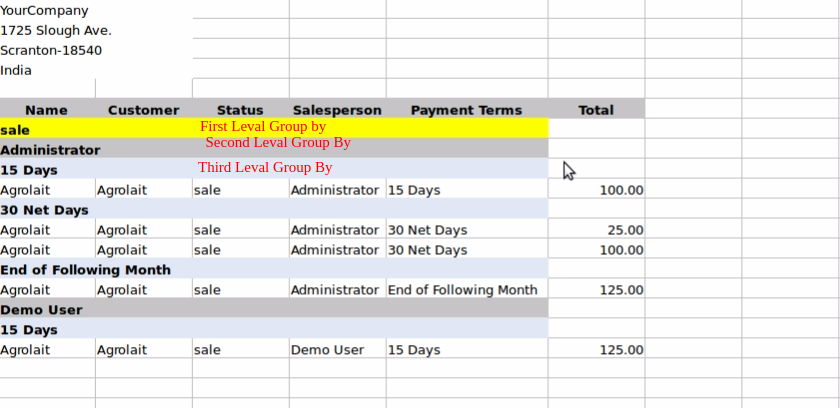 YourCompany
1725 Slough Ave.
Scranton-18540
India
Name Customer Status Salesperson Payment Terms Total
sale First Leval Group by
Administrator Second Leval Group By
15 Days Third Leval Group By
Agrolait Agrolait sale Administrator 15 Days 100.00
30 Net Days
Agrolait Agrolait sale Administrator 30 Net Days 25.00
Agrolait Agrolait sale Administrator 30 Net Days 100.00
End of Following Month
Agrolait Agrolait sale Administrator End of Following Month 125.00
Demo User
15 Days
Agrolait Agrolait sale Demo User 15 Days 125.00